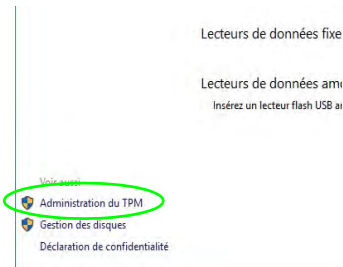 Lecteurs de données fixe
Lecteurs de données amo
Insérez un lecteur flash USB a
Voir aussi
Administration du TPM
Gestion des disques
Déclaration de confidentialité